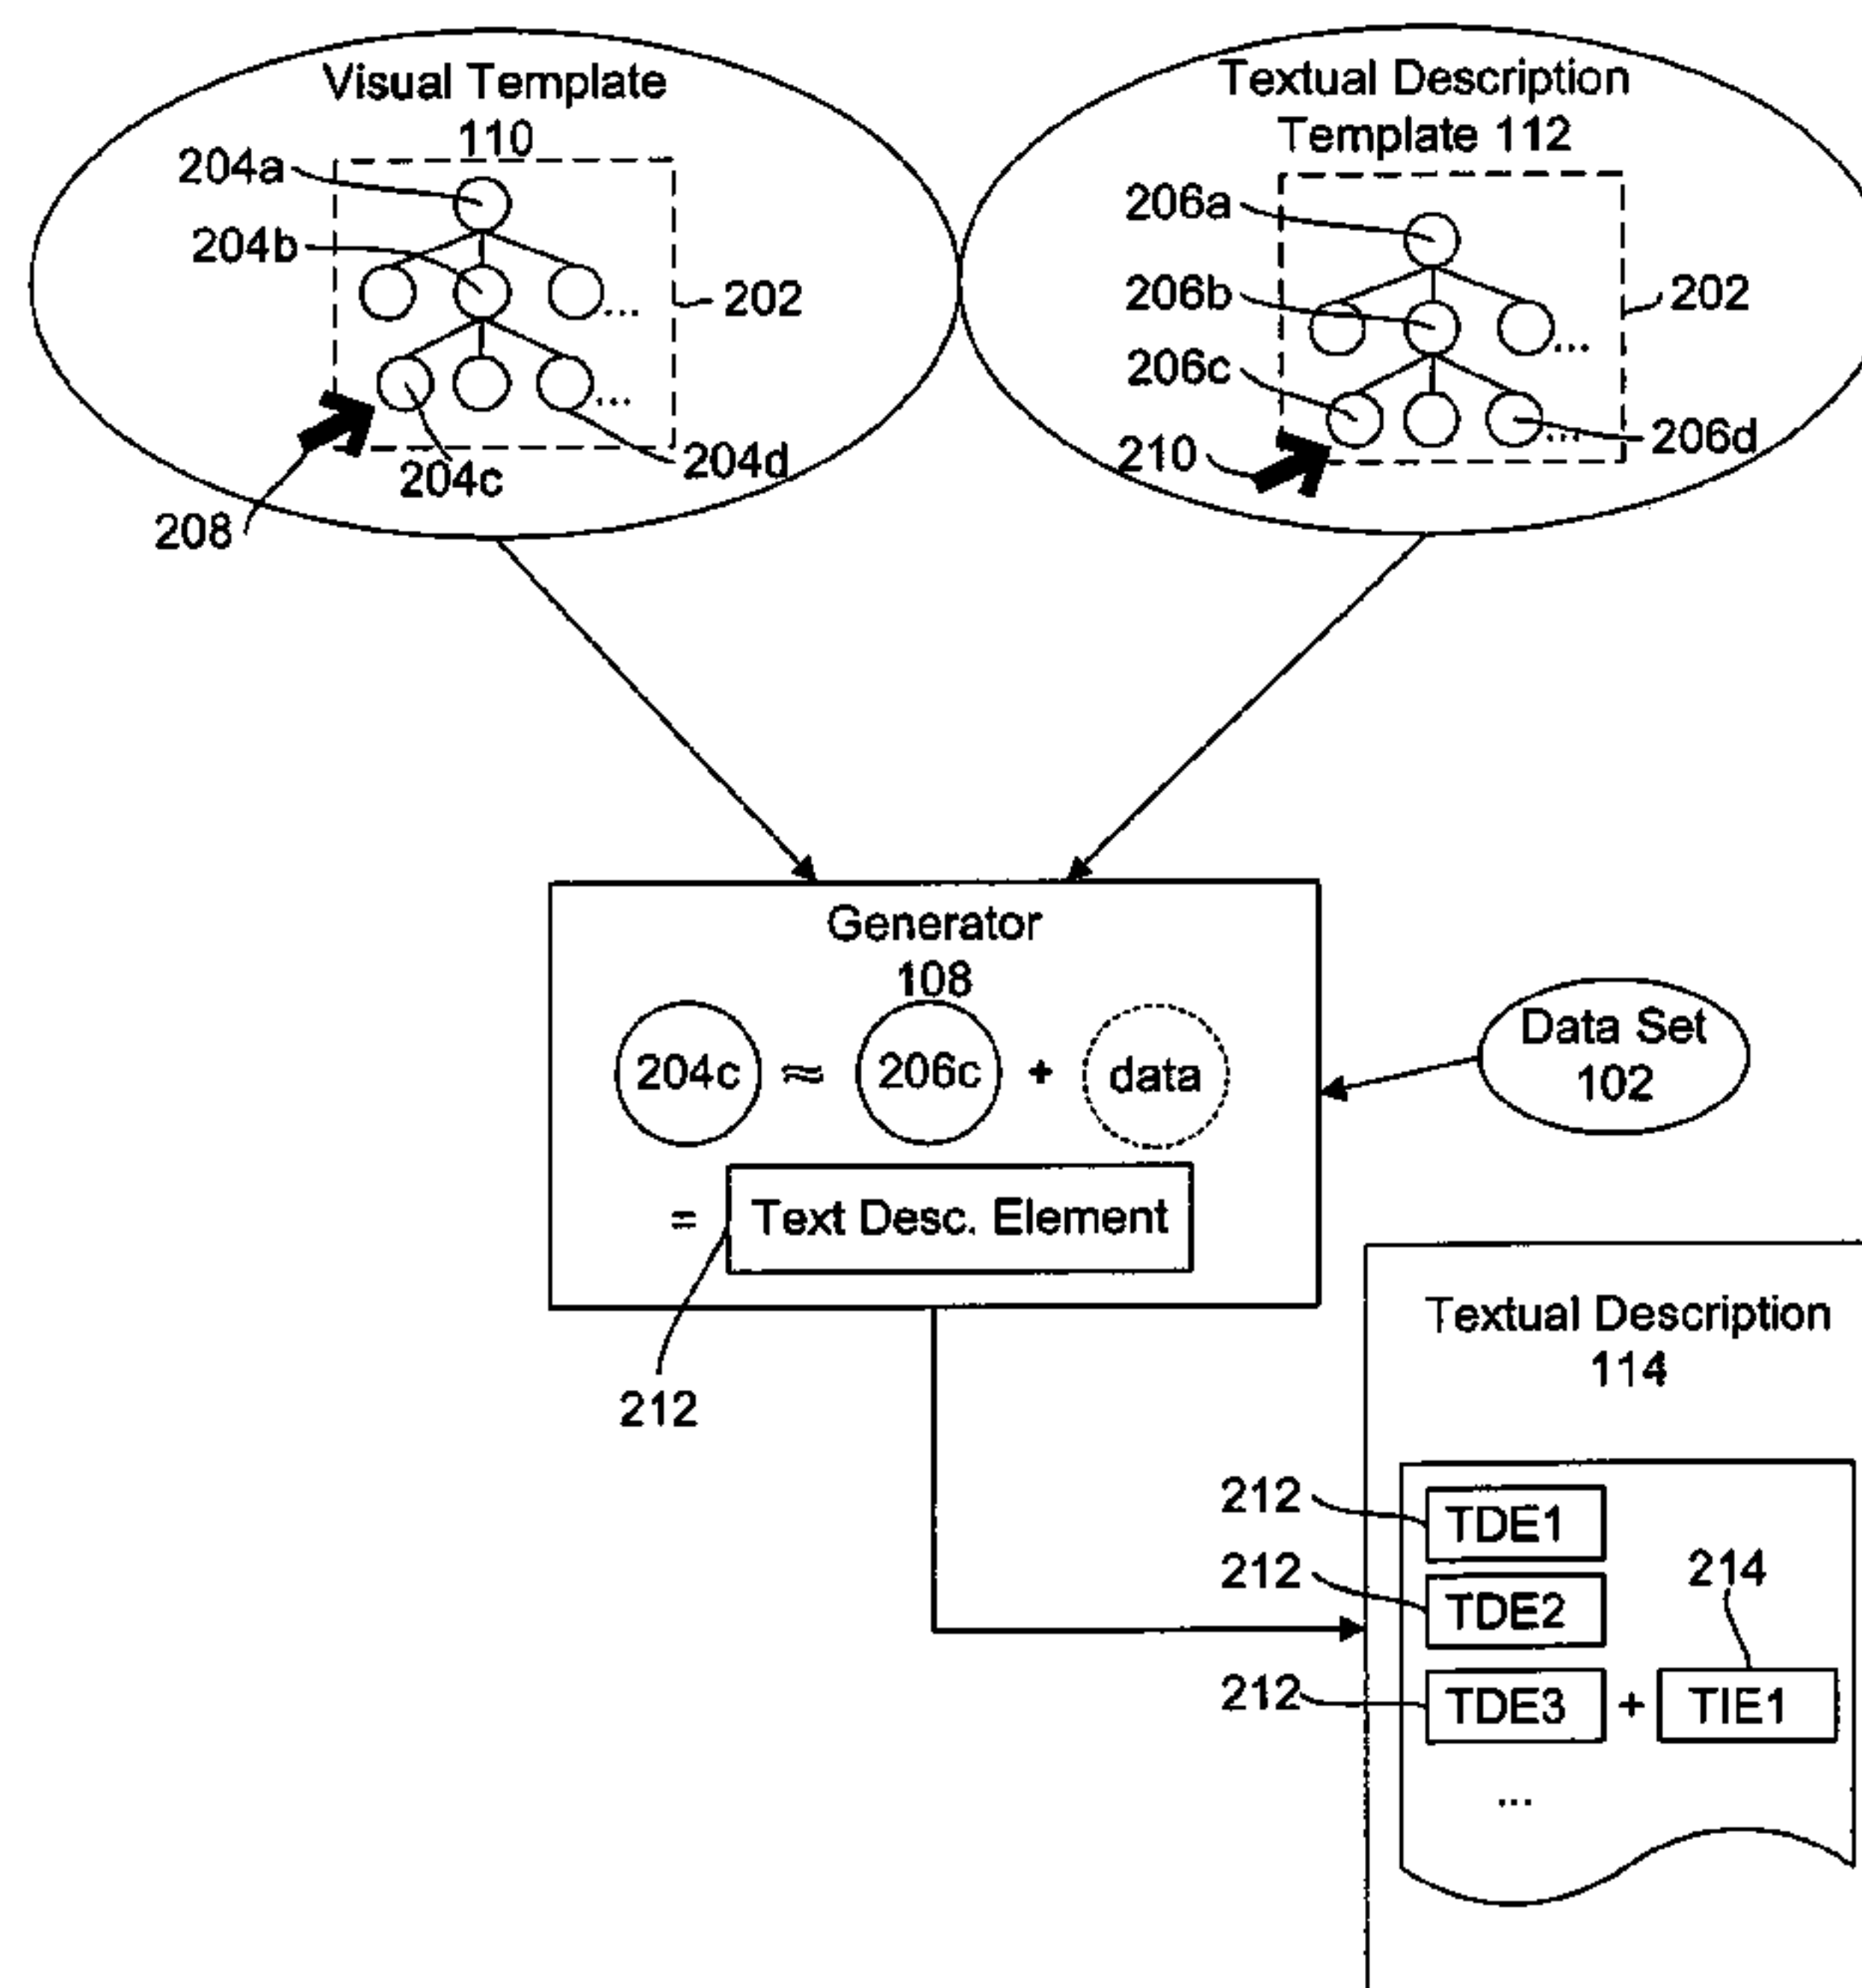 Visual Template
110
204a
204b
202
204c
204d
208
Textual Description
Template 112
206a
206b
202
206c
206d
210
...
...
...
...
Generator
108
204c ≈ 206c + data
= Text Desc. Element
212
Data Set
102
Textual Description
114
212 TDE1
212 TDE2
214
212 TDE3 + TIE1
...